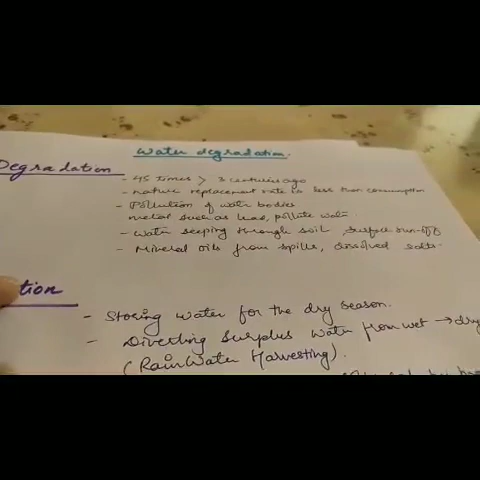 Water degradation.
Degradation
- 45 times > 3 centuries ago
- nature replacement rate is less than consumption
- Pollution of water bodies
metal such as lead, pollute water.
- Water seeping through soil, surface run-off
- Mineral oils from spills, dissolved salts.
tion
- Storing water for the dry season.
- Diverting surplus water from wet → dry
(RainWater Harvesting).